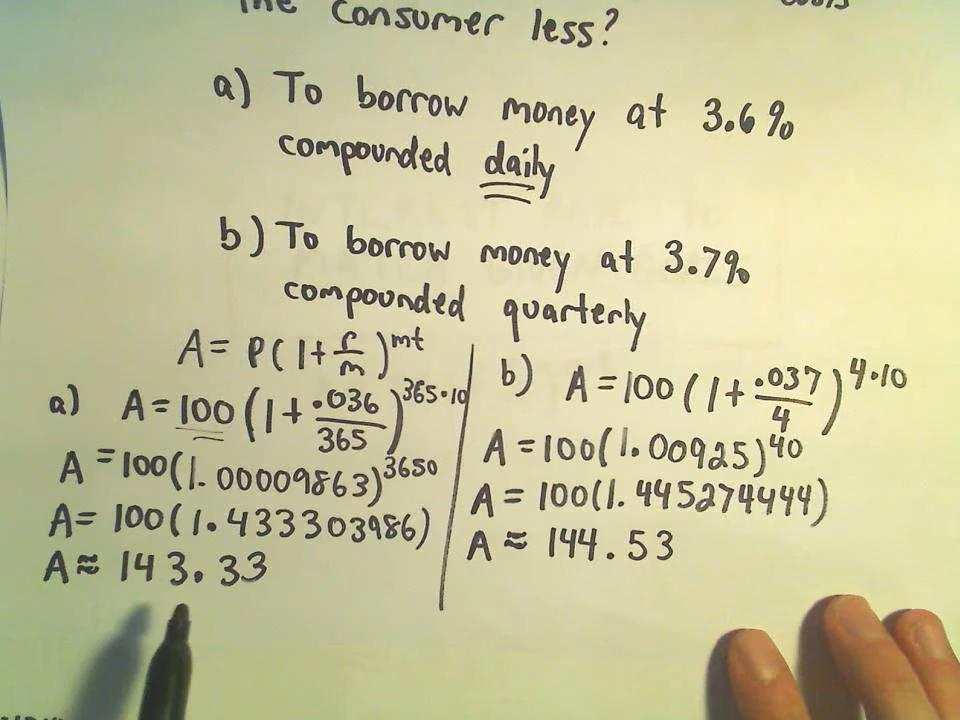 the consumer less?
a) To borrow money at 3.6%
compounded daily
b) To borrow money at 3.7%
compounded quarterly
A = P(1+r/m)^mt
a) A = 100(1+.036/365)^365·10
A = 100(1.00009863)^3650
A = 100(1.433303986)
A ≈ 143.33
b) A = 100(1+.037/4)^4·10
A = 100(1.00925)^40
A = 100(1.445274444)
A ≈ 144.53